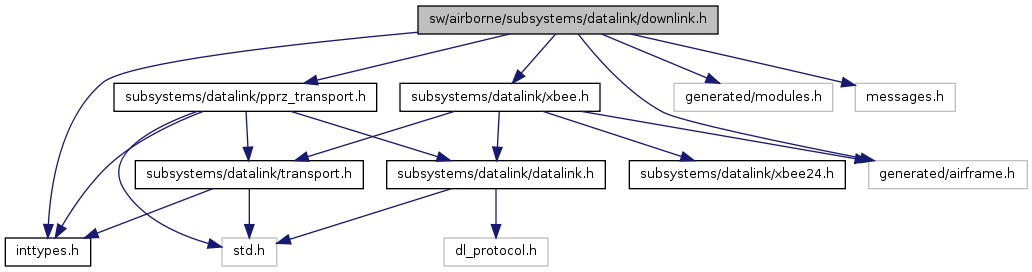 sw/airborne/subsystems/datalink/downlink.h
subsystems/datalink/pprz_transport.h
subsystems/datalink/xbee.h
generated/modules.h
messages.h
subsystems/datalink/transport.h
subsystems/datalink/datalink.h
subsystems/datalink/xbee24.h
generated/airframe.h
inttypes.h
std.h
dl_protocol.h